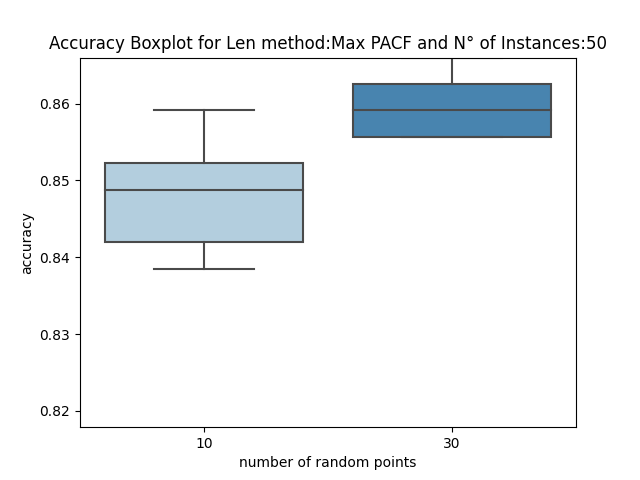 Accuracy Boxplot for Len method:Max PACF and N° of Instances:50
0.86
0.85
0.84
0.83
0.82
accuracy
10 30
number of random points